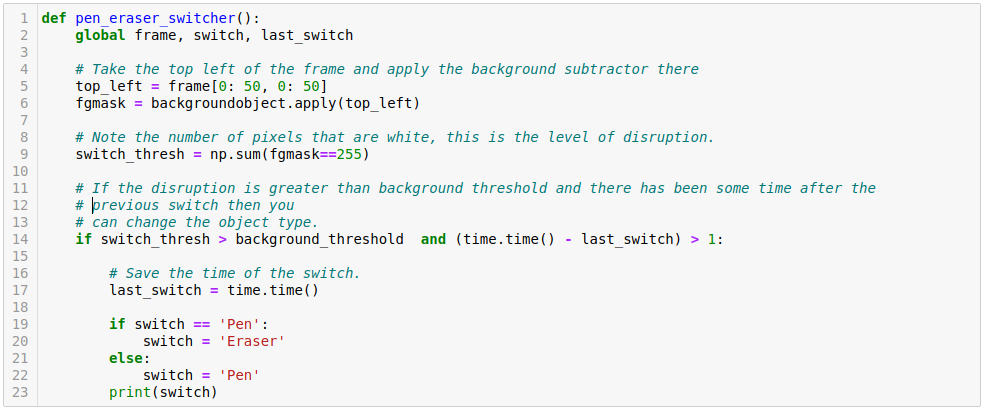 1 def pen_eraser_switcher():
2     global frame, switch, last_switch
3
4     # Take the top left of the frame and apply the background subtractor there
5     top_left = frame[0: 50, 0: 50]
6     fgmask = backgroundobject.apply(top_left)
7
8     # Note the number of pixels that are white, this is the level of disruption.
9     switch_thresh = np.sum(fgmask==255)
10
11     # If the disruption is greater than background threshold and there has been some time after the
12     # previous switch then you
13     # can change the object type.
14     if switch_thresh > background_threshold  and (time.time() - last_switch) > 1:
15
16         # Save the time of the switch.
17         last_switch = time.time()
18
19         if switch == 'Pen':
20             switch = 'Eraser'
21         else:
22             switch = 'Pen'
23         print(switch)